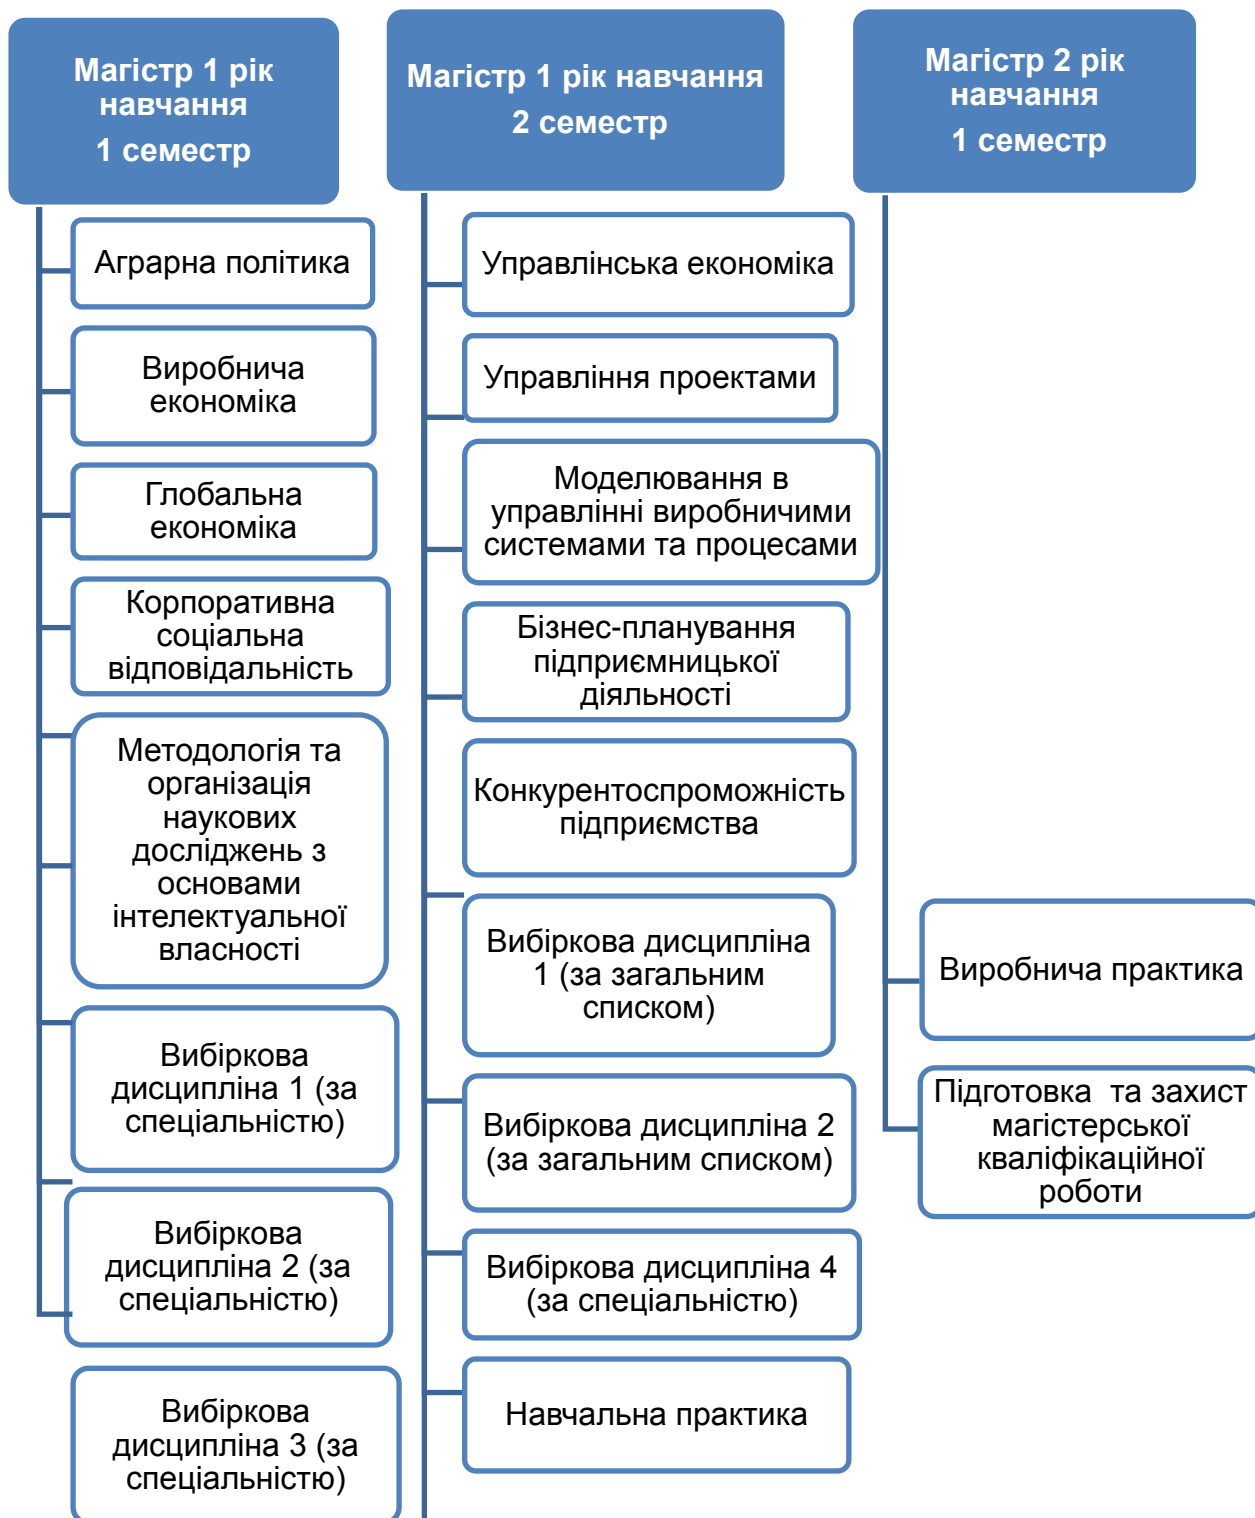 Магістр 1 рік
навчання
1 семестр
Аграрна політика
Виробнича
економіка
Глобальна
економіка
Корпоративна
соціальна
відповідальність
Методологія та
організація
наукових
досліджень з
основами
інтелектуальної
власності
Вибіркова
дисципліна 1 (за
спеціальністю)
Вибіркова
дисципліна 2 (за
спеціальністю)
Вибіркова
дисципліна 3 (за
спеціальністю)
Магістр 1 рік навчання
2 семестр
Управлінська економіка
Управління проектами
Моделювання в
управлінні виробничими
системами та процесами
Бізнес-планування
підприємницької
діяльності
Конкурентоспроможність
підприємства
Вибіркова дисципліна
1 (за загальним
списком)
Вибіркова дисципліна 2
(за загальним списком)
Вибіркова дисципліна 4
(за спеціальністю)
Навчальна практика
Магістр 2 рік
навчання
1 семестр
Виробнича практика
Підготовка  та захист
магістерської
кваліфікаційної
роботи